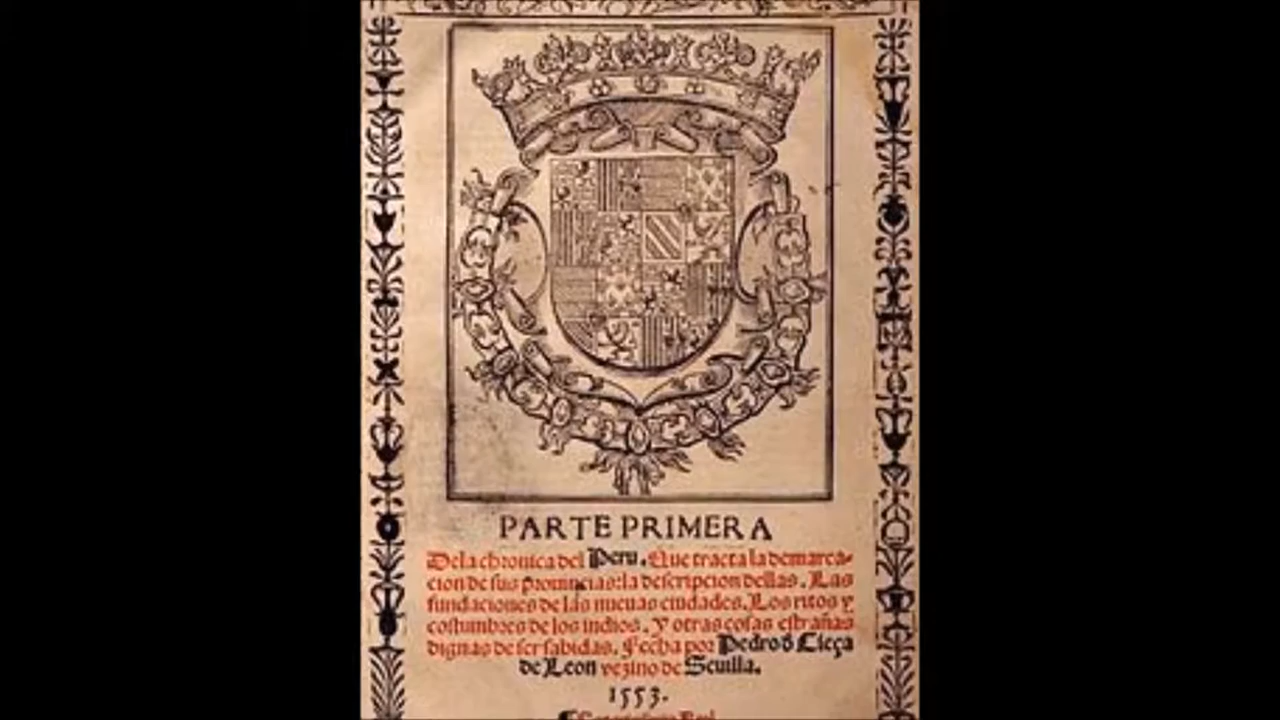 PARTE PRIMERA
De la chronica del Peru. Que tracta la demarca-
cion de sus prouincias: la descripcion dellas. Las
fundaciones de las nueuas ciudades. Los ritos y
costumbres de los indios. Y otras cosas estrañas
dignas de ser sabidas. Fecha por Pedro d Cieça
de Leon vezino de Seuilla.
1553.